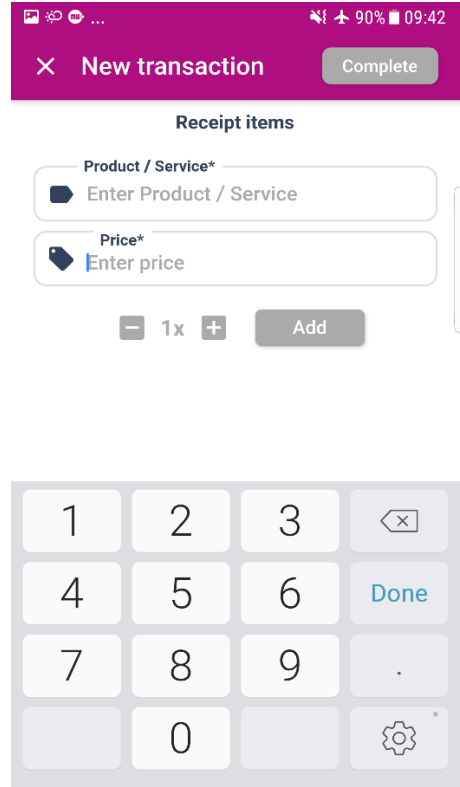 ... 90% 09:42
New transaction Complete
Receipt items
Product / Service*
Enter Product / Service
Price*
Enter price
1x Add
1 2 3
4 5 6 Done
7 8 9 .
0